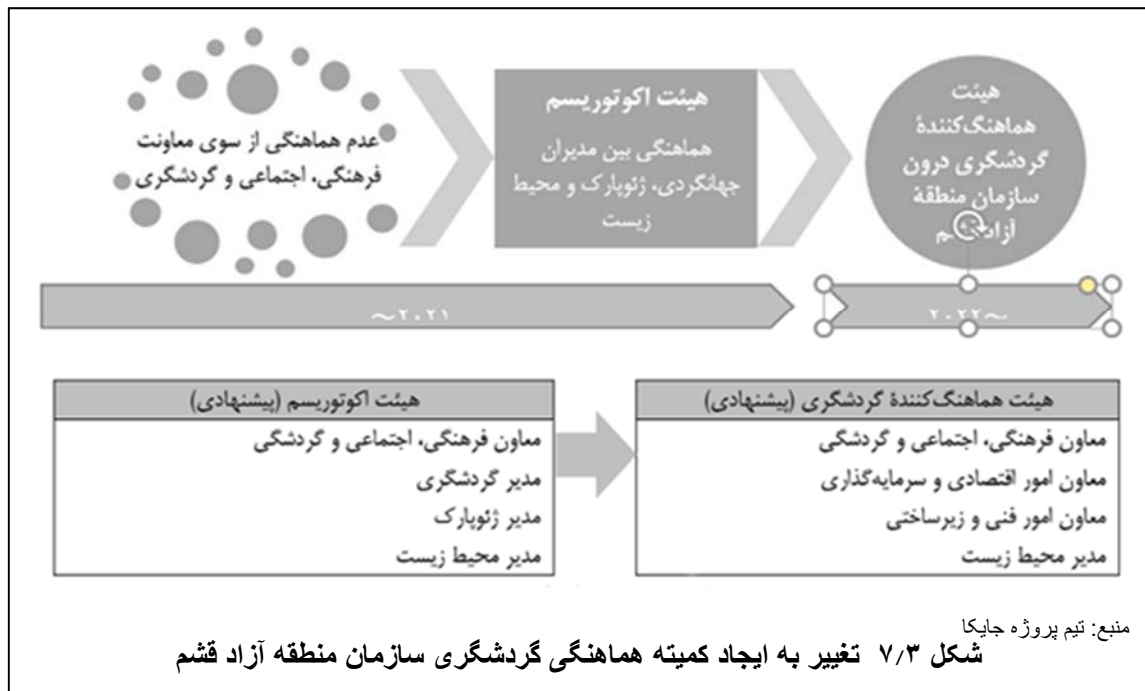 عدم هماهنگی از سوی معاونت
فرهنگی، اجتماعی و گردشگری
هیئت اکوتوریسم
هماهنگی بین مدیران
جهانگردی، ژئوپارک و محیط
زیست
هیئت
هماهنگ‌کنندهٔ
گردشگری درون
سازمان منطقهٔ
آزاد
~۲۰۲۱
۲۰۲۲~
هیئت اکوتوریسم (پیشنهادی)
معاون فرهنگی، اجتماعی و گردشگی
مدیر گردشگری
مدیر ژئوپارک
مدیر محیط زیست
هیئت هماهنگ‌کنندهٔ گردشگری (پیشنهادی)
معاون فرهنگی، اجتماعی و گردشگی
معاون امور اقتصادی و سرمایه‌گذاری
معاون امور فنی و زیرساختی
مدیر محیط زیست
منبع: تیم پروژه جایکا
شکل ۷٫۳ تغییر به ایجاد کمیته هماهنگی گردشگری سازمان منطقه آزاد قشم